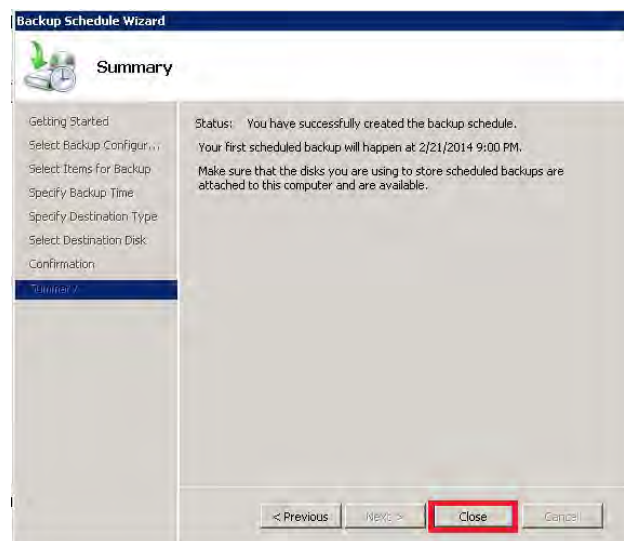 Backup Schedule Wizard
Summary
Getting Started
Select Backup Configur...
Select Items for Backup
Specify Backup Time
Specify Destination Type
Select Destination Disk
Confirmation
Summary
Status: You have successfully created the backup schedule.
Your first scheduled backup will happen at 2/21/2014 9:00 PM.
Make sure that the disks you are using to store scheduled backups are
attached to this computer and are available.
< Previous
Next >
Close
Cancel